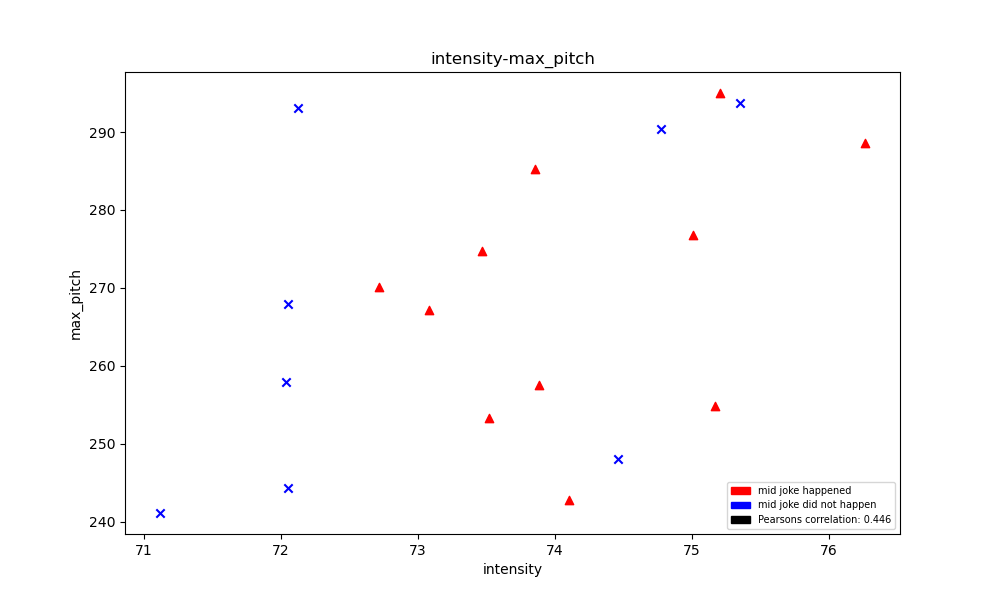 intensity-max_pitch
290
280
270
260
250
240
max_pitch
71 72 73 74 75 76
intensity
mid joke happened
mid joke did not happen
Pearsons correlation: 0.446